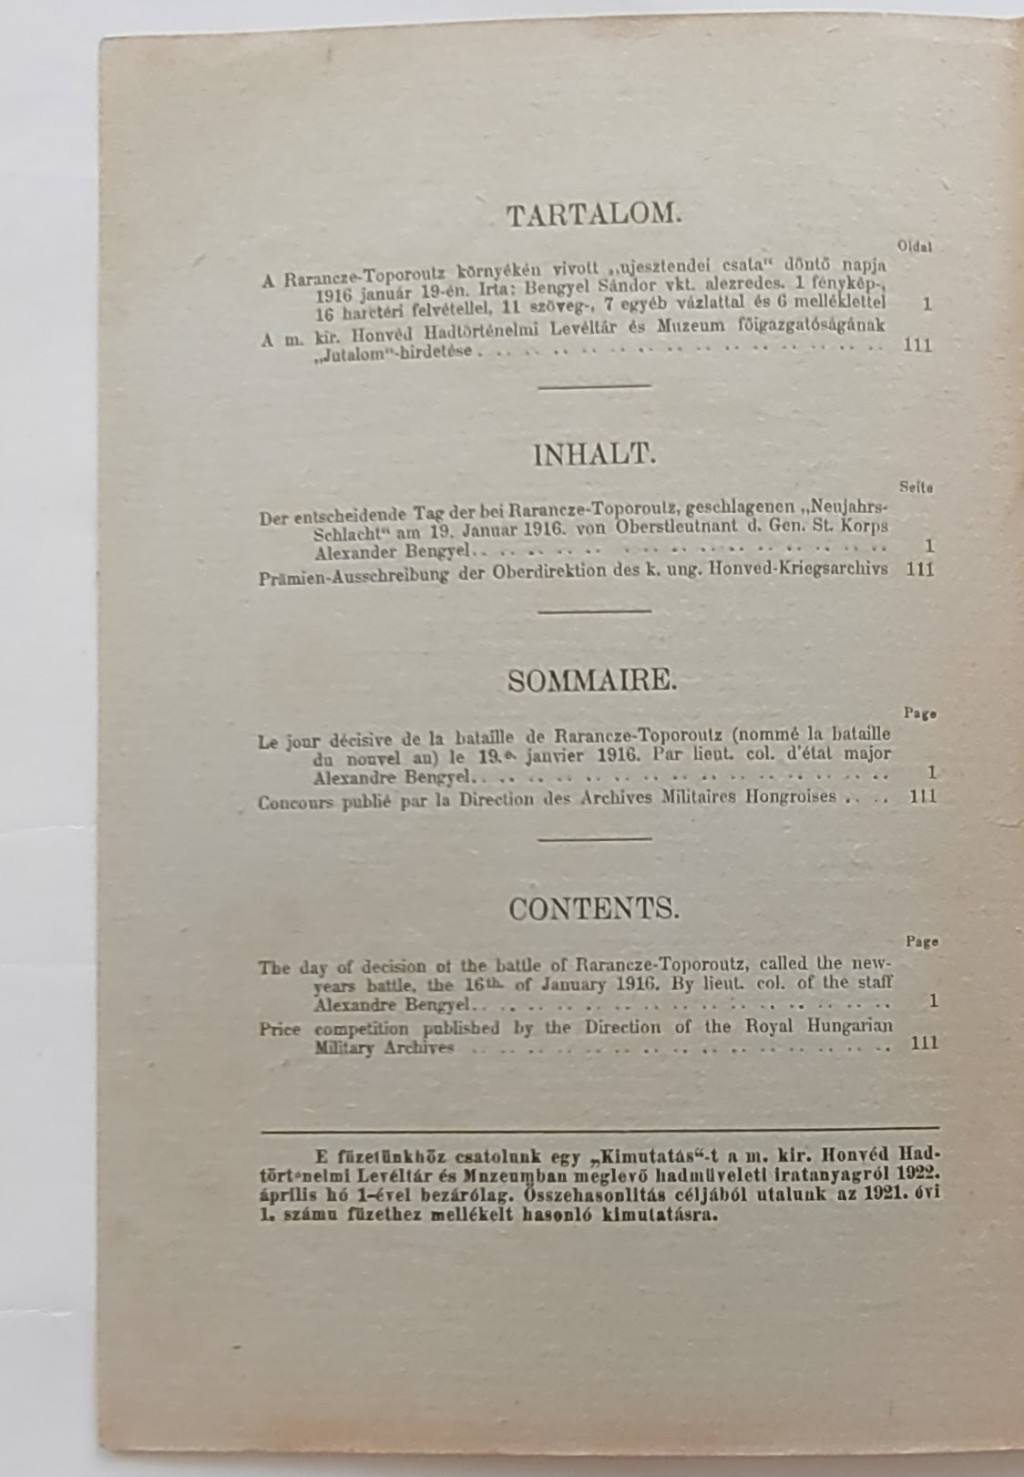 TARTALOM.
Oldal
A Rarancze-Toporoutz környékén vivott „ujesztendei csata“ döntő napja
1916 január 19-én. Irta: Bengyel Sándor vkt. alezredes. 1 fénykép-,
16 harctéri felvétellel, 11 szöveg-, 7 egyéb vázlattal és 6 melléklettel 1
A m. kir. Honvéd Hadtörténelmi Levéltár és Muzeum főigazgatóságának
„Jutalom“-hirdetése . . . . . . . . . . . . . . . . . . . . 111
INHALT.
Seite
Der entscheidende Tag der bei Rarancze-Toporoutz, geschlagenen „Neujahrs-
Schlacht“ am 19. Januar 1916. von Oberstleutnant d. Gen. St. Korps
Alexander Bengyel . . . . . . . . . . . . . . . . . . . . 1
Prämien-Ausschreibung der Oberdirektion des k. ung. Honved-Kriegsarchivs 111
SOMMAIRE.
Page
Le jour décisive de la bataille de Rarancze-Toporoutz (nommé la bataille
du nouvel an) le 19.e. janvier 1916. Par lieut. col. d'état major
Alexandre Bengyel . . . . . . . . . . . . . . . . . . . . 1
Concours publié par la Direction des Archives Militaires Hongroises . . . . 111
CONTENTS.
Page
The day of decision of the battle of Rarancze-Toporoutz, called the new-
years battle, the 16th. of January 1916. By lieut. col. of the staff
Alexandre Bengyel . . . . . . . . . . . . . . . . . . . . 1
Price competition published by the Direction of the Royal Hungarian
Military Archives . . . . . . . . . . . . . . . . . . . . 111
E füzetünkhöz csatolunk egy „Kimutatás“-t a m. kir. Honvéd Had-
törtėnelmi Levéltár és Mnzeumban meglevő hadmüveleti iratanyagról 1922.
április hó 1-ével bezárólag. Összehasonlitás céljából utalunk az 1921. évi
1. számu füzethez mellékelt hasonló kimutatásra.